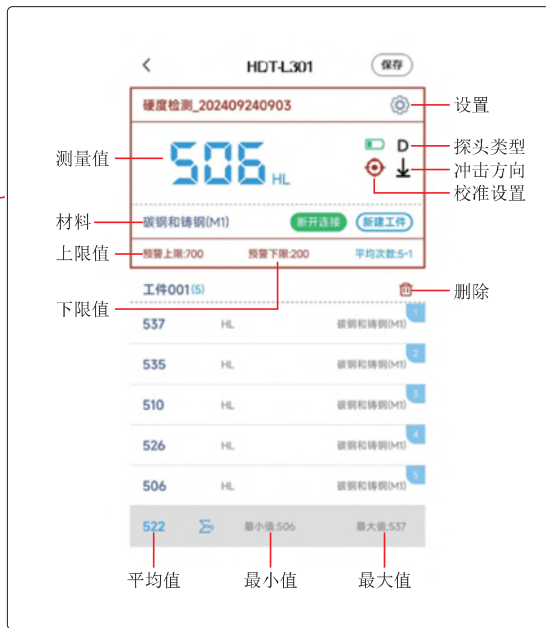 HDT-L301 保存
硬度检测_202409240903 设置
测量值 506 HL D 探头类型
冲击方向
校准设置
材料 碳钢和铸钢(M1) 断开连接 新建工件
上限值 预警上限:700 预警下限:200 平均次数:5-1
工件001(5) 删除
下限值
537 HL 碳钢和铸钢(M1) 1
535 HL 碳钢和铸钢(M1) 2
510 HL 碳钢和铸钢(M1) 3
526 HL 碳钢和铸钢(M1) 4
506 HL 碳钢和铸钢(M1) 5
522 最小值:506 最大值:537
平均值 最小值 最大值